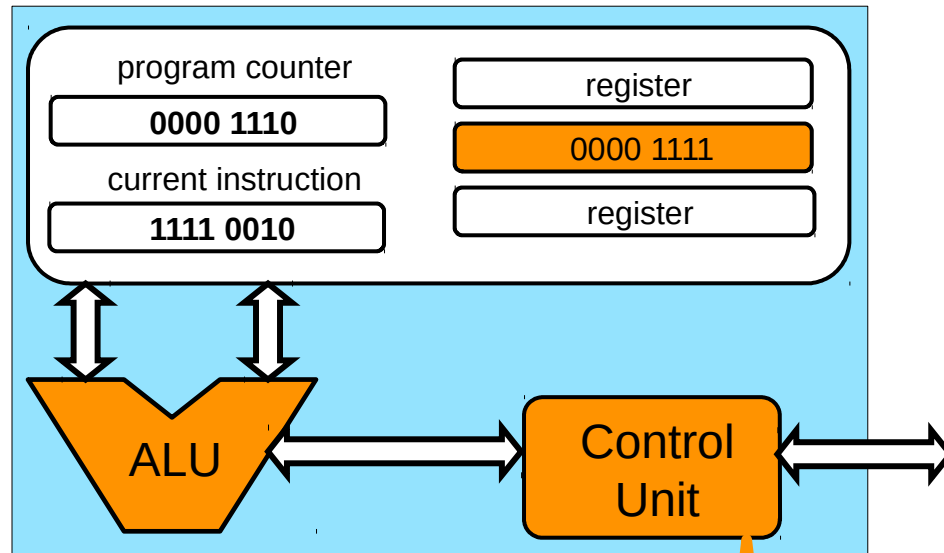 program counter
0000 1110
current instruction
1111 0010
register
0000 1111
register
ALU
Control
Unit